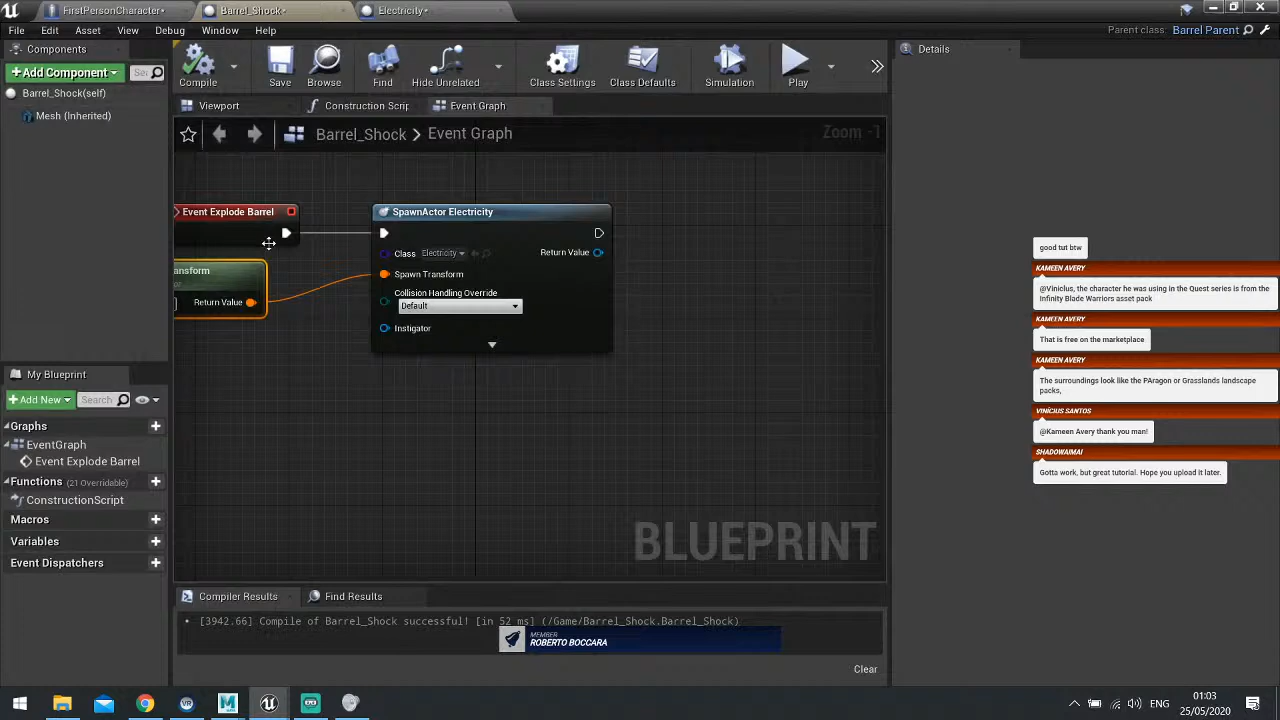 FirstPersonCharacter*
Barrel_Shock*
Electricity*
File Edit Asset View Debug Window Help
Parent class: Barrel Parent
Components
Add Component
Sea
Barrel_Shock(self)
Mesh (Inherited)
Compile
Save
Browse
Find
Hide Unrelated
Class Settings
Class Defaults
Simulation
Play
Details
Viewport
Construction Scrip
Event Graph
Barrel_Shock > Event Graph
Zoom -1
Event Explode Barrel
ansform
or
Return Value
SpawnActor Electricity
Class Electricity
Return Value
Spawn Transform
Collision Handling Override
Default
Instigator
BLUEPRINT
good tut btw
KAMEEN AVERY
@Vinicius, the character he was using in the Quest series is from the
Infinity Blade Warriors asset pack
KAMEEN AVERY
That is free on the marketplace
KAMEEN AVERY
The surroundings look like the PAragon or Grasslands landscape
packs,
VINÍCIUS SANTOS
@Kameen Avery thank you man!
SHADOWAIMAI
Gotta work, but great tutorial. Hope you upload it later.
My Blueprint
Add New
Search
Graphs
EventGraph
Event Explode Barrel
Functions (21 Overridable)
ConstructionScript
Macros
Variables
Event Dispatchers
Compiler Results
Find Results
[3942.66] Compile of Barrel_Shock successful! [in 52 ms] (/Game/Barrel_Shock.Barrel_Shock)
MEMBER
ROBERTO BOCCARA
Clear
ENG
01:03
25/05/2020